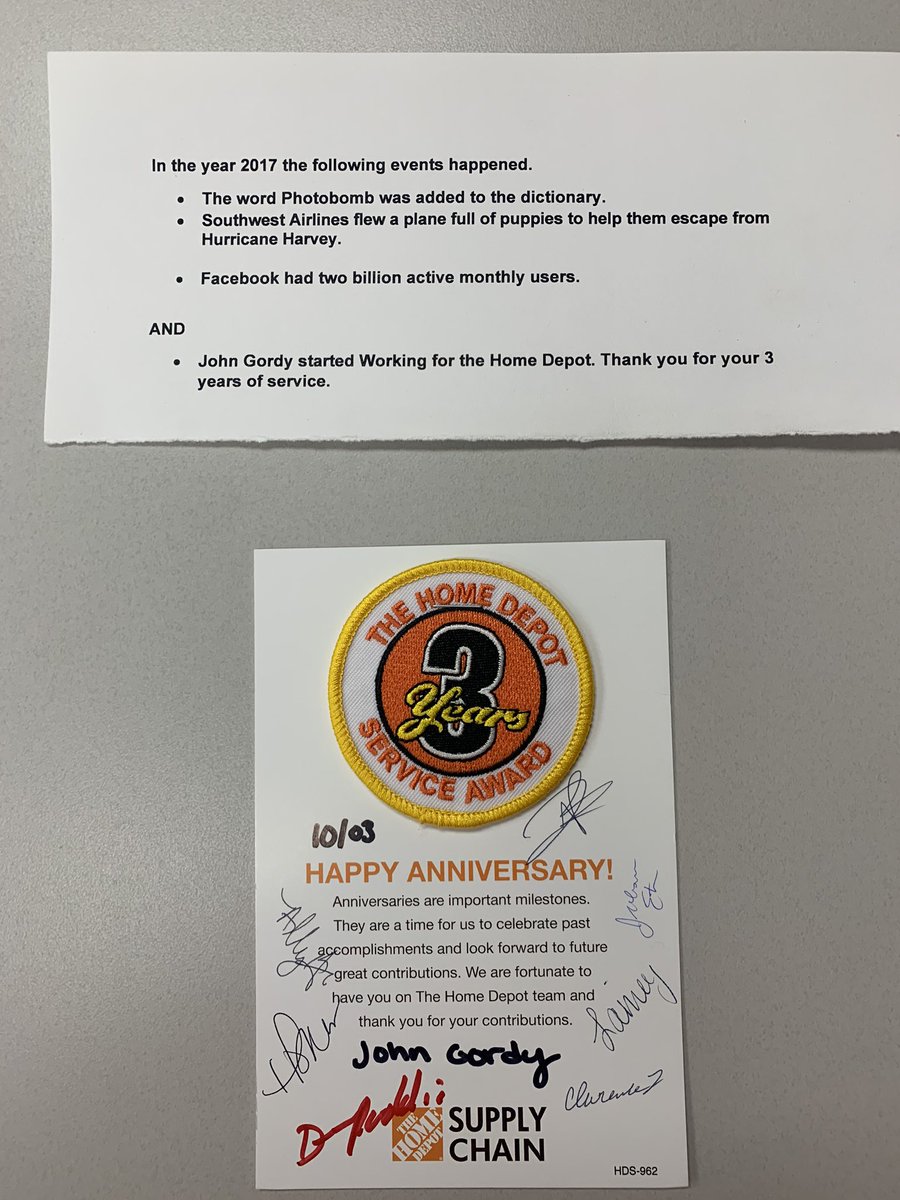 In the year 2017 the following events happened.
• The word Photobomb was added to the dictionary.
• Southwest Airlines flew a plane full of puppies to help them escape from
Hurricane Harvey.
• Facebook had two billion active monthly users.
AND
• John Gordy started Working for the Home Depot. Thank you for your 3
years of service.
THE HOME DEPOT
3
Years
SERVICE AWARD
10/03
HAPPY ANNIVERSARY!
Anniversaries are important milestones.
They are a time for us to celebrate past
accomplishments and look forward to future
great contributions. We are fortunate to
have you on The Home Depot team and
thank you for your contributions.
John Gordy
THE
HOME
DEPOT
SUPPLY
CHAIN
HDS-962